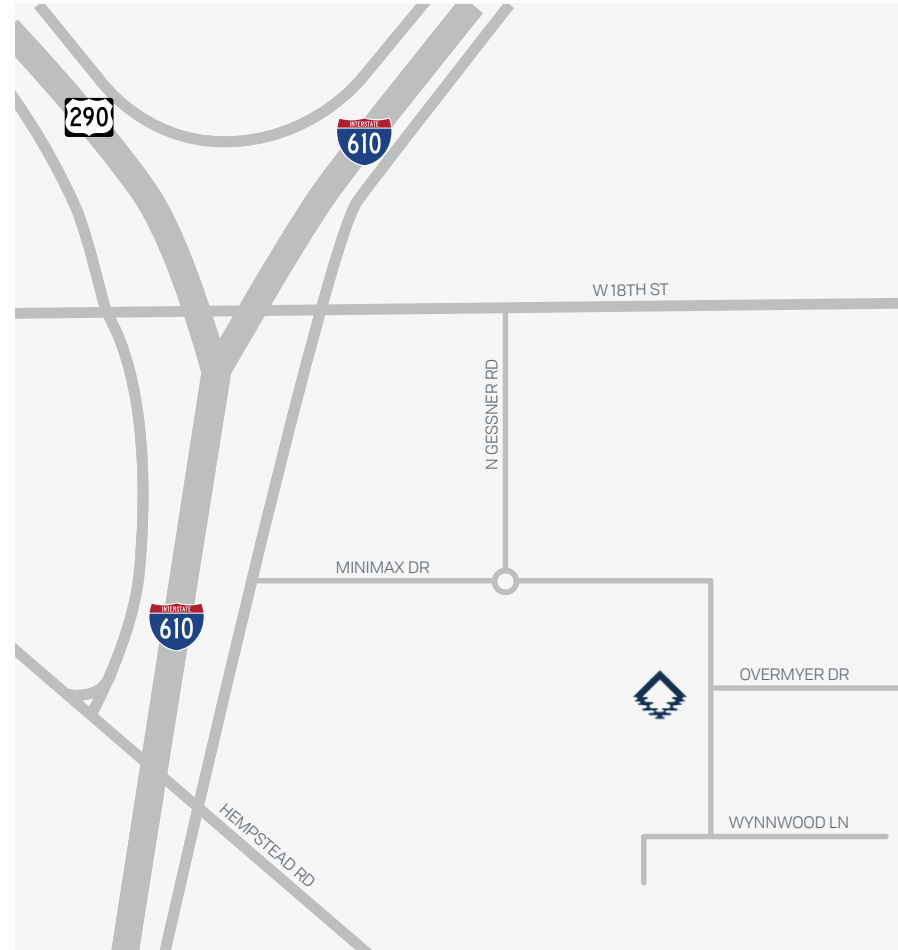 290
INTERSTATE
610
W 18TH ST
N GESSNER RD
MINIMAX DR
INTERSTATE
610
OVERMYER DR
WYNNWOOD LN
HEMPSTEAD RD